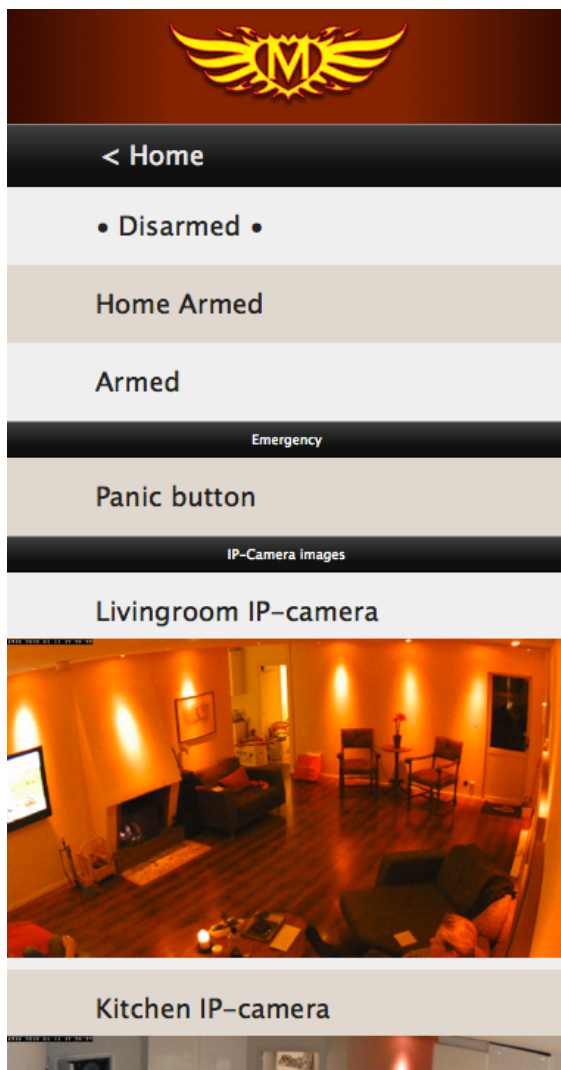 M
< Home
• Disarmed •
Home Armed
Armed
Emergency
Panic button
IP-Camera images
Livingroom IP-camera
Kitchen IP-camera